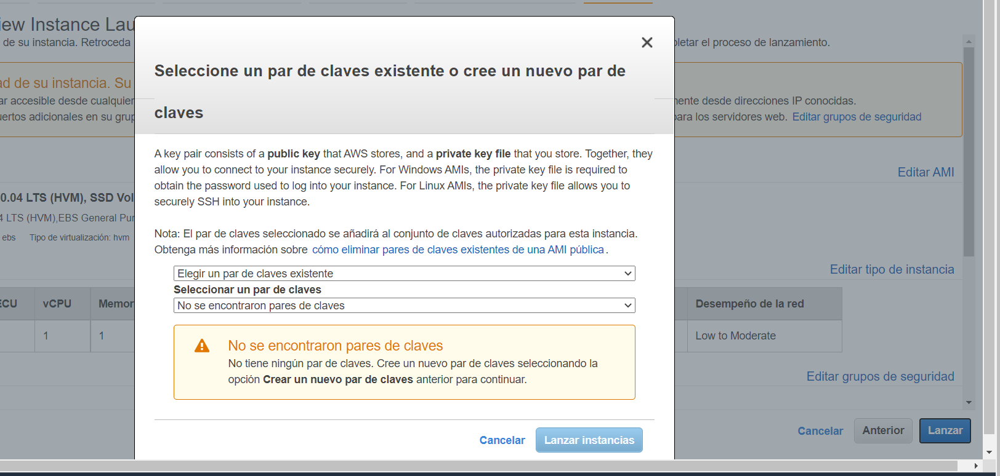 iew Instance Lau
de su instancia. Retroceda
pletar el proceso de lanzamiento.
ad de su instancia. Su
ar accesible desde cualquier
mente desde direcciones IP conocidas.
uertos adicionales en su grup
para los servidores web. Editar grupos de seguridad
Editar AMI
0.04 LTS (HVM), SSD Vol
4 LTS (HVM),EBS General Pur
ebs Tipo de virtualización: hvm
Editar tipo de instancia
ECU vCPU Memor
Desempeño de la red
1 1
Low to Moderate
Editar grupos de seguridad
Cancelar Anterior Lanzar
Seleccione un par de claves existente o cree un nuevo par de
claves
A key pair consists of a public key that AWS stores, and a private key file that you store. Together, they
allow you to connect to your instance securely. For Windows AMIs, the private key file is required to
obtain the password used to log into your instance. For Linux AMIs, the private key file allows you to
securely SSH into your instance.
Nota: El par de claves seleccionado se añadirá al conjunto de claves autorizadas para esta instancia.
Obtenga más información sobre cómo eliminar pares de claves existentes de una AMI pública.
Elegir un par de claves existente
Seleccionar un par de claves
No se encontraron pares de claves
No se encontraron pares de claves
No tiene ningún par de claves. Cree un nuevo par de claves seleccionando la
opción Crear un nuevo par de claves anterior para continuar.
Cancelar Lanzar instancias